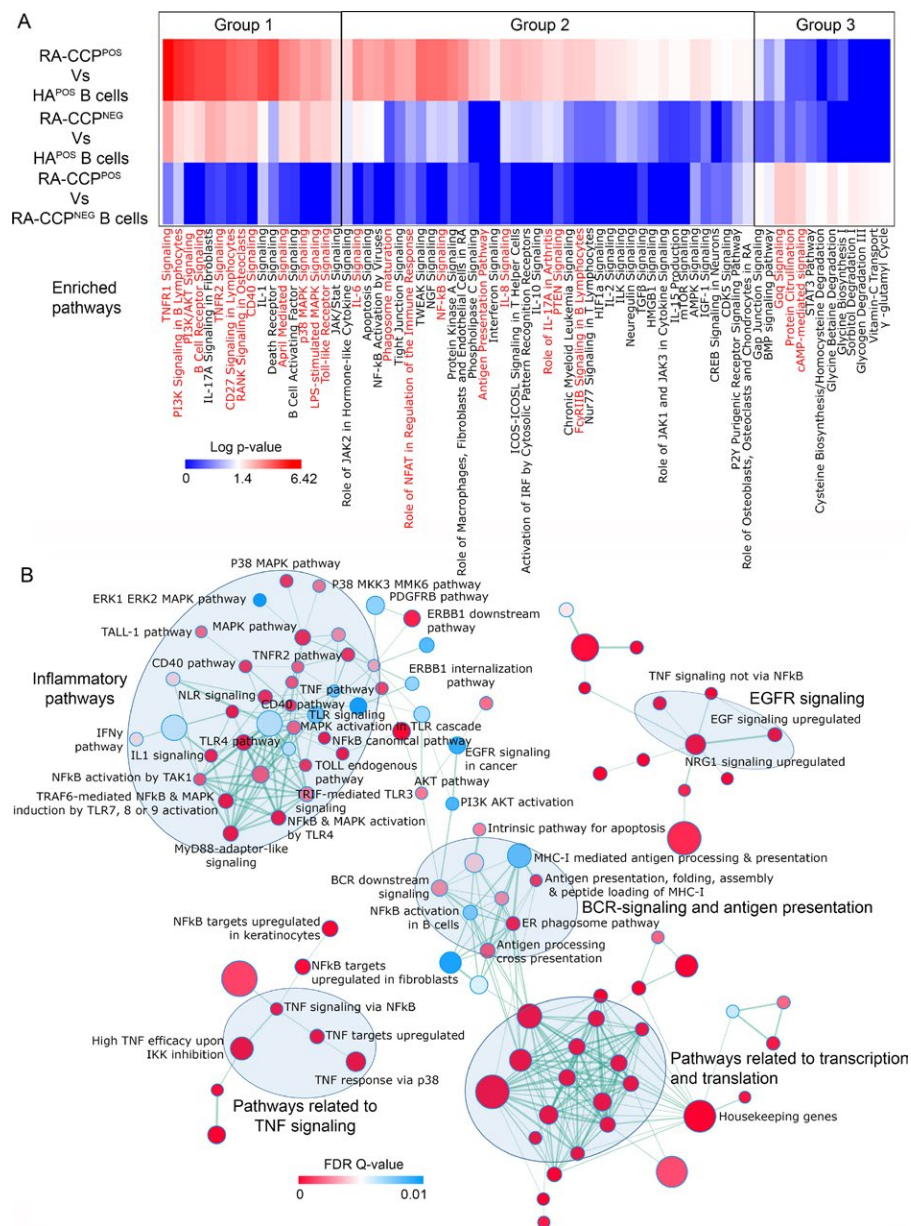 A
Group 1
Group 2
Group 3
RA-CCPPOS
Vs
HAPOS B cells
RA-CCPNEG
Vs
HAPOS B cells
RA-CCPPOS
Vs
RA-CCPNEG B cells
Enriched
pathways
TNFR1 Signaling
PI3K Signaling in B Lymphocytes
PI3K/AKT Signaling
B Cell Receptor Signaling
IL-17A Signaling in Fibroblasts
TNFR2 Signaling
CD27 Signaling in Lymphocytes
RANK Signaling in Osteoclasts
CD40 Signaling
IL-1 Signaling
Death Receptor Signaling
April Mediated Signaling
B Cell Activating Factor Signaling
p38 MAPK Signaling
LPS-stimulated MAPK Signaling
Toll-like Receptor Signaling
JAK/Stat Signaling
Role of JAK2 in Hormone-like Cytokine Signaling
IL-6 Signaling
Apoptosis Signaling
NF-kB Activation by Viruses
Phagosome maturation
Tight Junction Signaling
Role of NFAT in Regulation of the Immune Response
TWEAK Signaling
NGF Signaling
NF-kB Signaling
Protein Kinase A Signaling
Role of Macrophages, Fibroblasts and Endothelial Cells in RA
Phospholipase C Signaling
Antigen Presentation Pathway
Interferon Signaling
IL-8 Signaling
ICOS-ICOSL Signaling in T Helper Cells
Activation of IRF by Cytosolic Pattern Recognition Receptors
IL-10 Signaling
Role of IL-17A in Arthritis
PTEN Signaling
Chronic Myeloid Leukemia Signaling
FcγRIIB Signaling in B Lymphocytes
Nur77 Signaling in T Lymphocytes
HIF1α Signaling
IL-2 Signaling
ILK Signaling
Neuregulin Signaling
TGFβ Signaling
HMGB1 Signaling
Role of JAK1 and JAK3 in Cytokine Signaling
IL-3 Signaling
mTOR Signaling
AMPK Signaling
IGF-1 Signaling
CREB Signaling in Neurons
CDK5 Signaling
P2Y Purigenic Receptor Signaling Pathway
Role of Osteoblasts, Osteoclasts and Chondrocytes in RA
Gap Junction Signaling
BMP signaling pathway
Gαq Signaling
Protein Citrullination
cAMP-mediated signaling
STAT3 Pathway
Cysteine Biosynthesis/Homocysteine Degradation
Glycine Betaine Degradation
Glycine Biosynthesis I
Sorbitol Degradation I
Glycogen Degradation III
Vitamin-C Transport
γ-glutamyl Cycle
Log p-value
0
1.4
6.42
B
P38 MAPK pathway
P38 MKK3 MMK6 pathway
ERK1 ERK2 MAPK pathway
PDGFRB pathway
TALL-1 pathway
MAPK pathway
ERBB1 downstream
pathway
CD40 pathway
TNFR2 pathway
Inflammatory
pathways
NLR signaling
TNF pathway
ERBB1 internalization
pathway
CD40 pathway
TLR signaling
IFNγ
pathway
TLR4 pathway
MAPK activation in TLR cascade
NFkB canonical pathway
IL1 signaling
TOLL endogenous
pathway
EGFR signaling
in cancer
NFkB activation by TAK1
AKT pathway
TRAF6-mediated NFkB & MAPK
induction by TLR7, 8 or 9 activation
TRIF-mediated TLR3
signaling
PI3K AKT activation
NFkB & MAPK activation
by TLR4
MyD88-adaptor-like
signaling
TNF signaling not via NFkB
EGFR signaling
EGF signaling upregulated
NRG1 signaling upregulated
Intrinsic pathway for apoptosis
MHC-I mediated antigen processing & presentation
BCR downstream
signaling
Antigen presentation, folding, assembly
& peptide loading of MHC-I
BCR-signaling and antigen presentation
NFkB activation
in B cells
ER phagosome pathway
Antigen processing
cross presentation
NFkB targets upregulated
in keratinocytes
NFkB targets
upregulated in fibroblasts
TNF signaling via NFkB
High TNF efficacy upon
IKK inhibition
TNF targets upregulated
TNF response via p38
Pathways related to
TNF signaling
Pathways related to transcription
and translation
Housekeeping genes
FDR Q-value
0
0.01